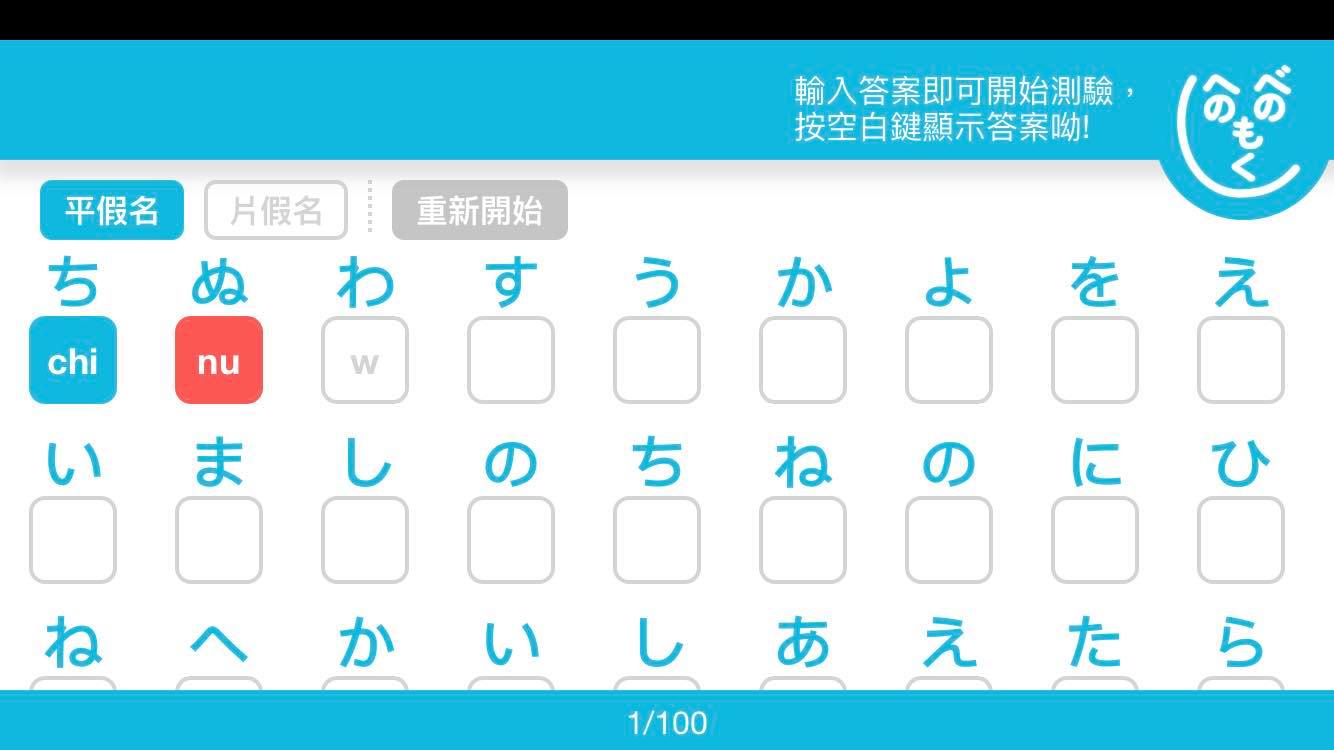 輸入答案即可開始測驗，
按空白鍵顯示答案呦!
へのへのもく
平假名 片假名 重新開始
ち ぬ わ す う か よ を え
chi nu w
い ま し の ち ね の に ひ
ね へ か い し あ え た ら
1/100